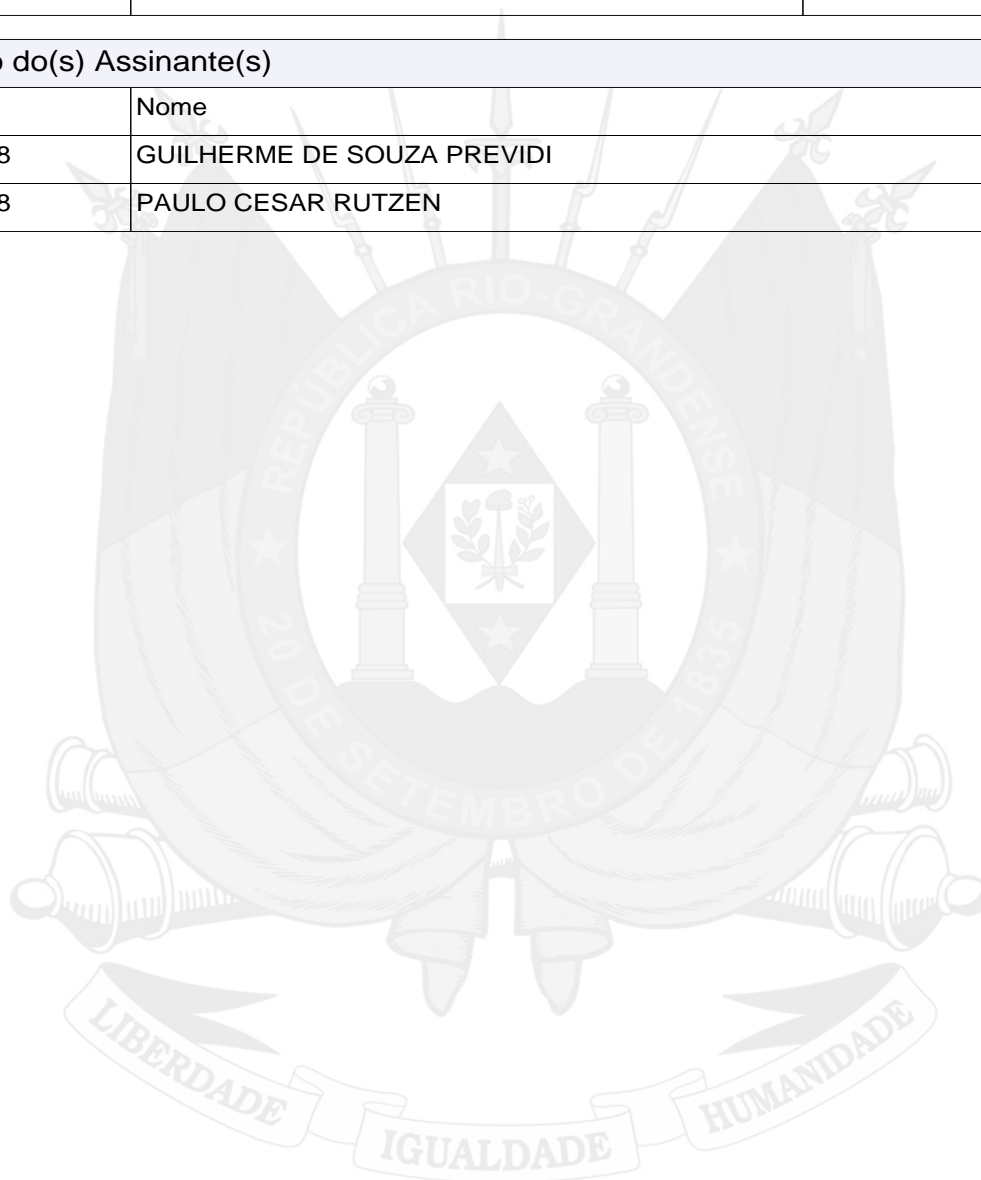 o do(s) Assinante(s)
Nome
8 GUILHERME DE SOUZA PREVIDI
8 PAULO CESAR RUTZEN
REPÚBLICA RIO-GRANDENSE
★ 20 DE SETEMBRO DE 1835 ★
LIBERDADE
IGUALDADE
HUMANIDADE